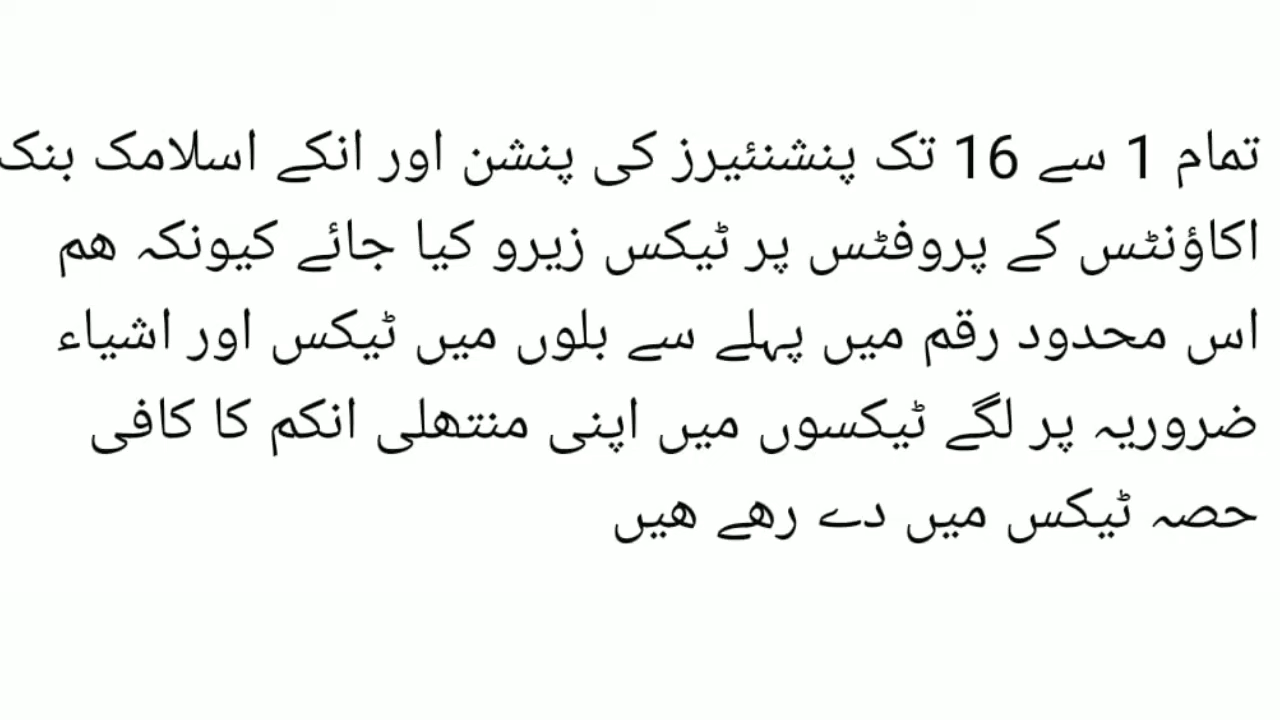 تمام 1 سے 16 تک پنشنئیرز کی پنشن اور انکے اسلامک بنک
اکاؤنٹس کے پروفٹس پر ٹیکس زیرو کیا جائے کیونکہ ھم
اس محدود رقم میں پہلے سے بلوں میں ٹیکس اور اشیاء
ضروریہ پر لگے ٹیکسوں میں اپنی منتھلی انکم کا کافی
حصہ ٹیکس میں دے رھے ھیں